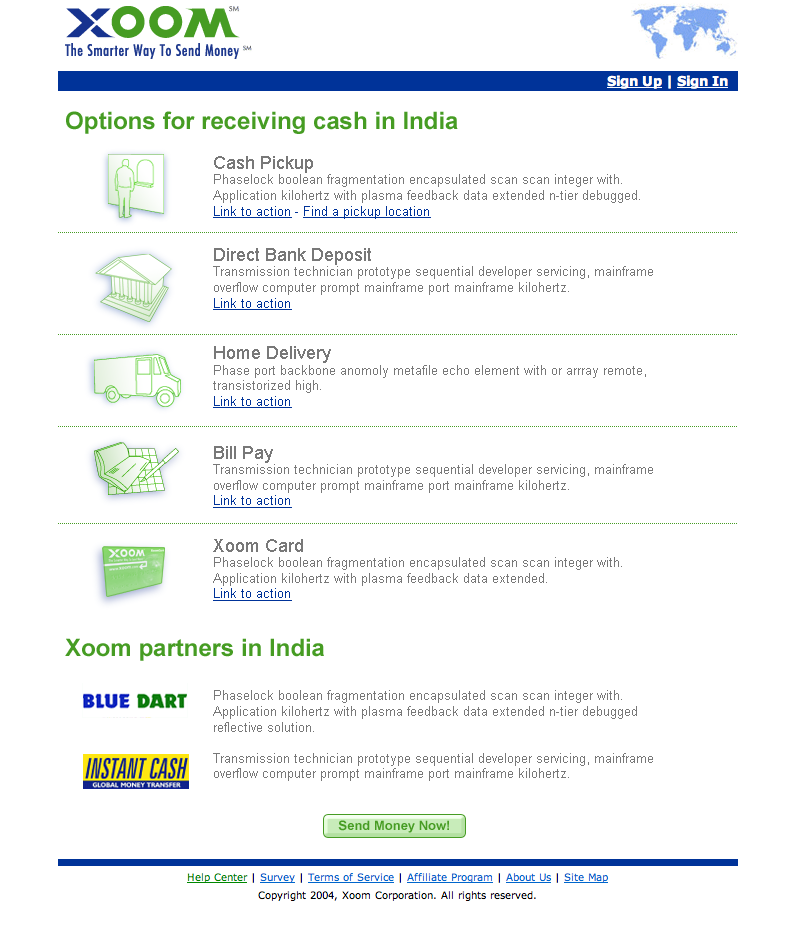 XOOM SM
The Smarter Way To Send Money SM
Sign Up | Sign In
Options for receiving cash in India
Cash Pickup
Phaselock boolean fragmentation encapsulated scan scan integer with.
Application kilohertz with plasma feedback data extended n-tier debugged.
Link to action - Find a pickup location
Direct Bank Deposit
Transmission technician prototype sequential developer servicing, mainframe
overflow computer prompt mainframe port mainframe kilohertz.
Link to action
Home Delivery
Phase port backbone anomoly metafile echo element with or arrray remote,
transistorized high.
Link to action
Bill Pay
Transmission technician prototype sequential developer servicing, mainframe
overflow computer prompt mainframe port mainframe kilohertz.
Link to action
XOOM
Xoom Card
Phaselock boolean fragmentation encapsulated scan scan integer with.
Application kilohertz with plasma feedback data extended.
Link to action
Xoom partners in India
BLUE DART
Phaselock boolean fragmentation encapsulated scan scan integer with.
Application kilohertz with plasma feedback data extended n-tier debugged
reflective solution.
INSTANT CASH
GLOBAL MONEY TRANSFER
Transmission technician prototype sequential developer servicing, mainframe
overflow computer prompt mainframe port mainframe kilohertz.
Send Money Now!
Help Center | Survey | Terms of Service | Affiliate Program | About Us | Site Map
Copyright 2004, Xoom Corporation. All rights reserved.